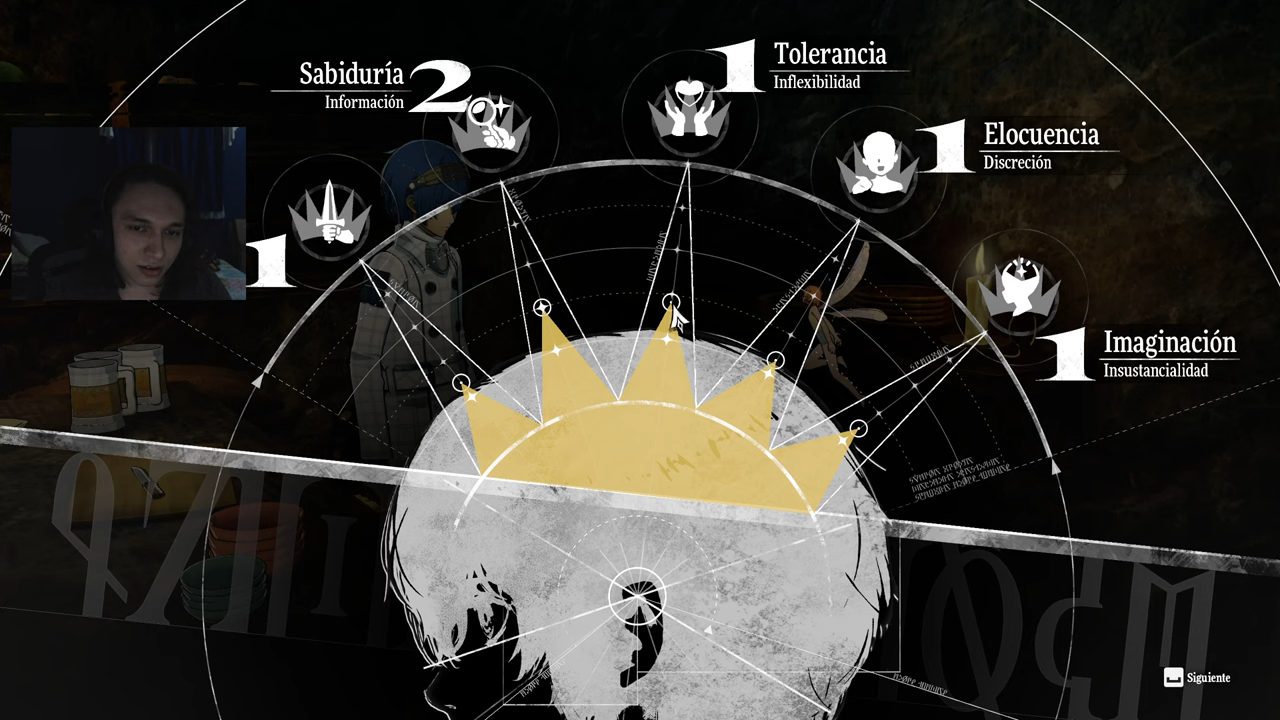 Sabiduría
Información
2
1
Tolerancia
Inflexibilidad
1
Elocuencia
Discreción
1
1
Imaginación
Insustancialidad
Siguiente